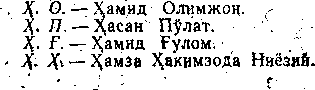 Ҳ. О. — Ҳамид Олимжон.
Ҳ. П. — Ҳасан Пўлат.
Ҳ. Ғ. — Ҳамид Ғулом.
Ҳ. Ҳ. — Ҳамза Ҳакимзода Ниёзий.